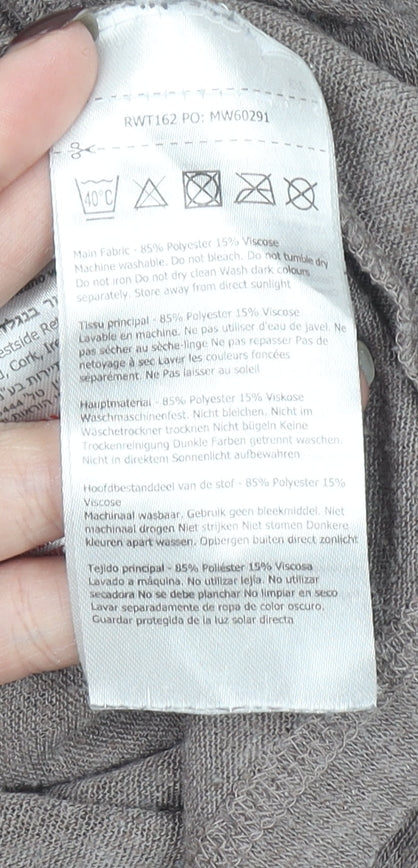 RWT162 PO: MW60291
40°C
Main Fabric - 85% Polyester 15% Viscose
Machine washable. Do not bleach. Do not tumble dry
Do not iron Do not dry clean Wash dark colours
separately. Store away from direct sunlight
Tissu principal - 85% Polyester 15% Viscose
Lavable en machine. Ne pas utiliser d'eau de javel. Ne
pas sécher au sèche-linge Ne pas repasser Pas de
netoyage à sec Laver les couleurs foncées
séparément. Ne Pas laisser au soleil
Hauptmaterial - 85% Polyester 15% Viskose
Waschmaschinenfest. Nicht bleichen. Nicht im
Wäschetrockner trocknen Nicht bügeln Keine
Trockenreinigung Dunkle Farben getrennt waschen.
Nicht in direktem Sonnenlicht aufbewahren
Hoofdbestanddeel van de stof - 85% Polyester 15%
Viscose
Machinaal wasbaar. Gebruik geen bleekmiddel. Niet
machinaal drogen Niet strijken Niet stomen Donkere
kleuren apart wassen. Opbergen buiten direct zonlicht
Tejido principal - 85% Poliéster 15% Viscosa
Lavado a máquina. No utilizar lejía. No utilizar
secadora No se debe planchar No limpiar en seco
Lavar separadamente de ropa de color oscuro.
Guardar protegida de la luz solar directa
estside Re
, Cork, Ire